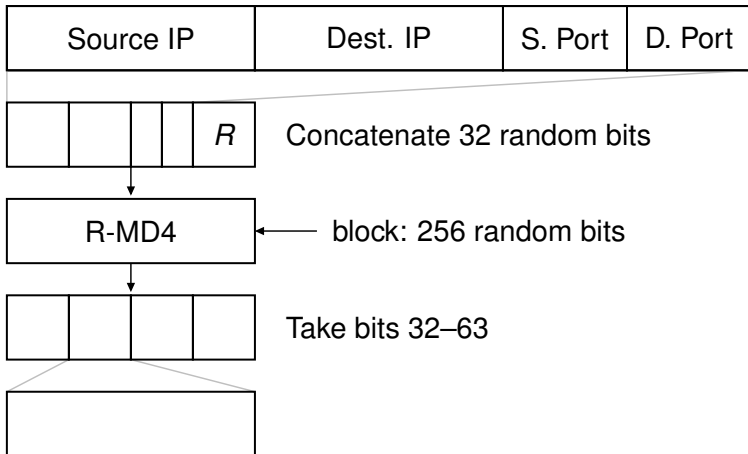 Source IP Dest. IP S. Port D. Port
R Concatenate 32 random bits
R-MD4 block: 256 random bits
Take bits 32–63